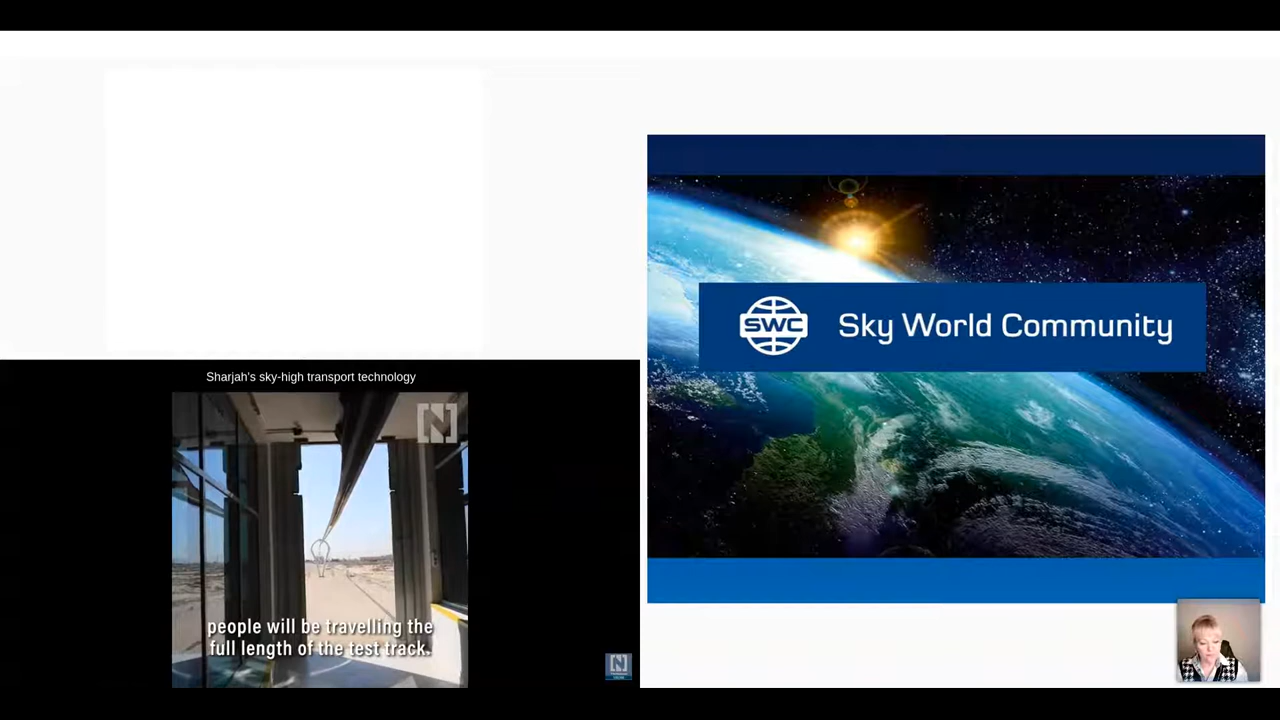 Sharjah's sky-high transport technology
N
people will be travelling the
full length of the test track.
N
SWC
Sky World Community